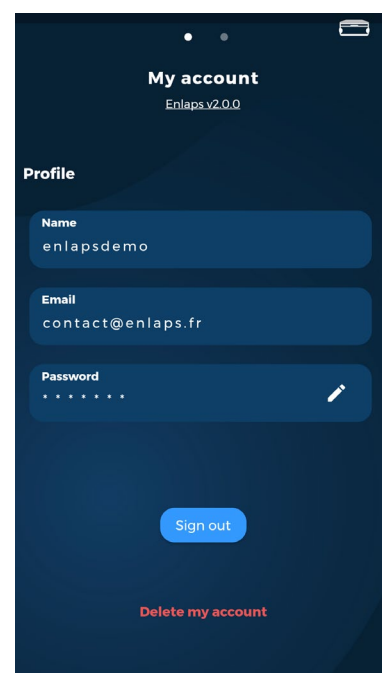 My account
Enlaps v2.0.0
Profile
Name
enlapsdemo
Email
contact@enlaps.fr
Password
* * * * * * *
Sign out
Delete my account